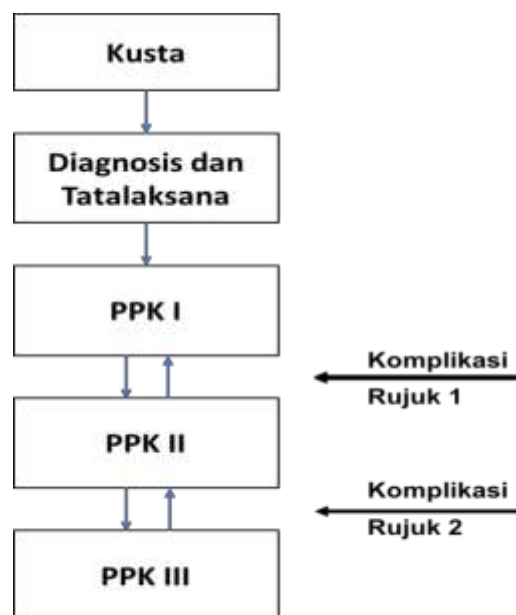 Kusta
Diagnosis dan
Tatalaksana
PPK I
Komplikasi
Rujuk 1
PPK II
Komplikasi
Rujuk 2
PPK III